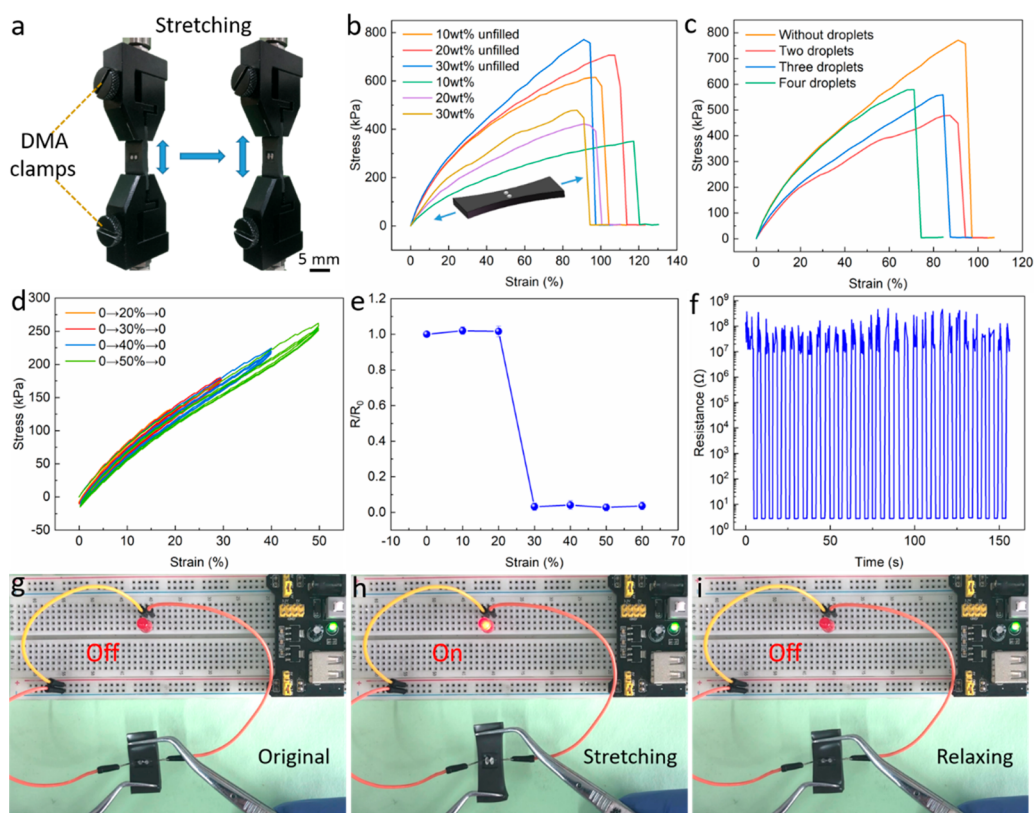 a
Stretching
DMA
clamps
5 mm
b
10wt% unfilled
20wt% unfilled
30wt% unfilled
10wt%
20wt%
30wt%
Stress (kPa)
800
600
400
200
0
0 20 40 60 80 100 120 140
Strain (%)
c
Without droplets
Two droplets
Three droplets
Four droplets
Stress (kPa)
800
700
600
500
400
300
200
100
0
0 20 40 60 80 100 120
Strain (%)
d
0→20%→0
0→30%→0
0→40%→0
0→50%→0
Stress (kPa)
300
250
200
150
100
50
0
-50
0 10 20 30 40 50
Strain (%)
e
R/R₀
1.2
1.0
0.8
0.6
0.4
0.2
0.0
-10 0 10 20 30 40 50 60 70
Strain (%)
f
Resistance (Ω)
10⁹
10⁸
10⁷
10⁶
10⁵
10⁴
10³
10²
10¹
10⁰
0 50 100 150
Time (s)
g
Off
Original
h
On
Stretching
i
Off
Relaxing